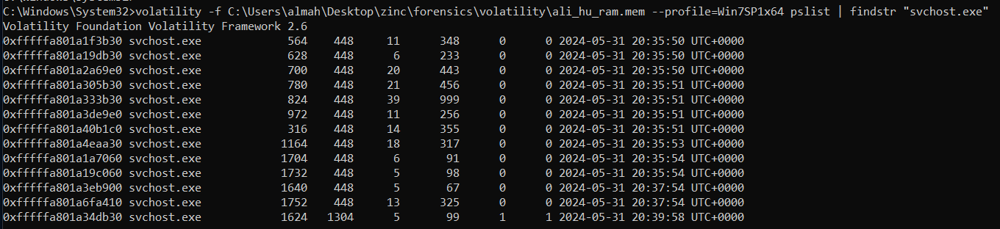 C:\Windows\System32>volatility -f C:\Users\almah\Desktop\zinc\forensics\volatility\ali_hu_ram.mem --profile=Win7SP1x64 pslist | findstr "svchost.exe"
Volatility Foundation Volatility Framework 2.6
0xfffffa801a1f3b30 svchost.exe 564 448 11 348 0 0 2024-05-31 20:35:50 UTC+0000
0xfffffa801a19db30 svchost.exe 628 448 6 233 0 0 2024-05-31 20:35:50 UTC+0000
0xfffffa801a2a69e0 svchost.exe 700 448 20 443 0 0 2024-05-31 20:35:50 UTC+0000
0xfffffa801a305b30 svchost.exe 780 448 21 456 0 0 2024-05-31 20:35:51 UTC+0000
0xfffffa801a333b30 svchost.exe 824 448 39 999 0 0 2024-05-31 20:35:51 UTC+0000
0xfffffa801a3de9e0 svchost.exe 972 448 11 256 0 0 2024-05-31 20:35:51 UTC+0000
0xfffffa801a40b1c0 svchost.exe 316 448 14 355 0 0 2024-05-31 20:35:51 UTC+0000
0xfffffa801a4eaa30 svchost.exe 1164 448 18 317 0 0 2024-05-31 20:35:53 UTC+0000
0xfffffa801a1a7060 svchost.exe 1704 448 6 91 0 0 2024-05-31 20:35:54 UTC+0000
0xfffffa801a19c060 svchost.exe 1732 448 5 98 0 0 2024-05-31 20:35:54 UTC+0000
0xfffffa801a3eb900 svchost.exe 1640 448 5 67 0 0 2024-05-31 20:37:54 UTC+0000
0xfffffa801a6fa410 svchost.exe 1752 448 13 325 0 0 2024-05-31 20:37:54 UTC+0000
0xfffffa801a34db30 svchost.exe 1624 1304 5 99 1 1 2024-05-31 20:39:58 UTC+0000